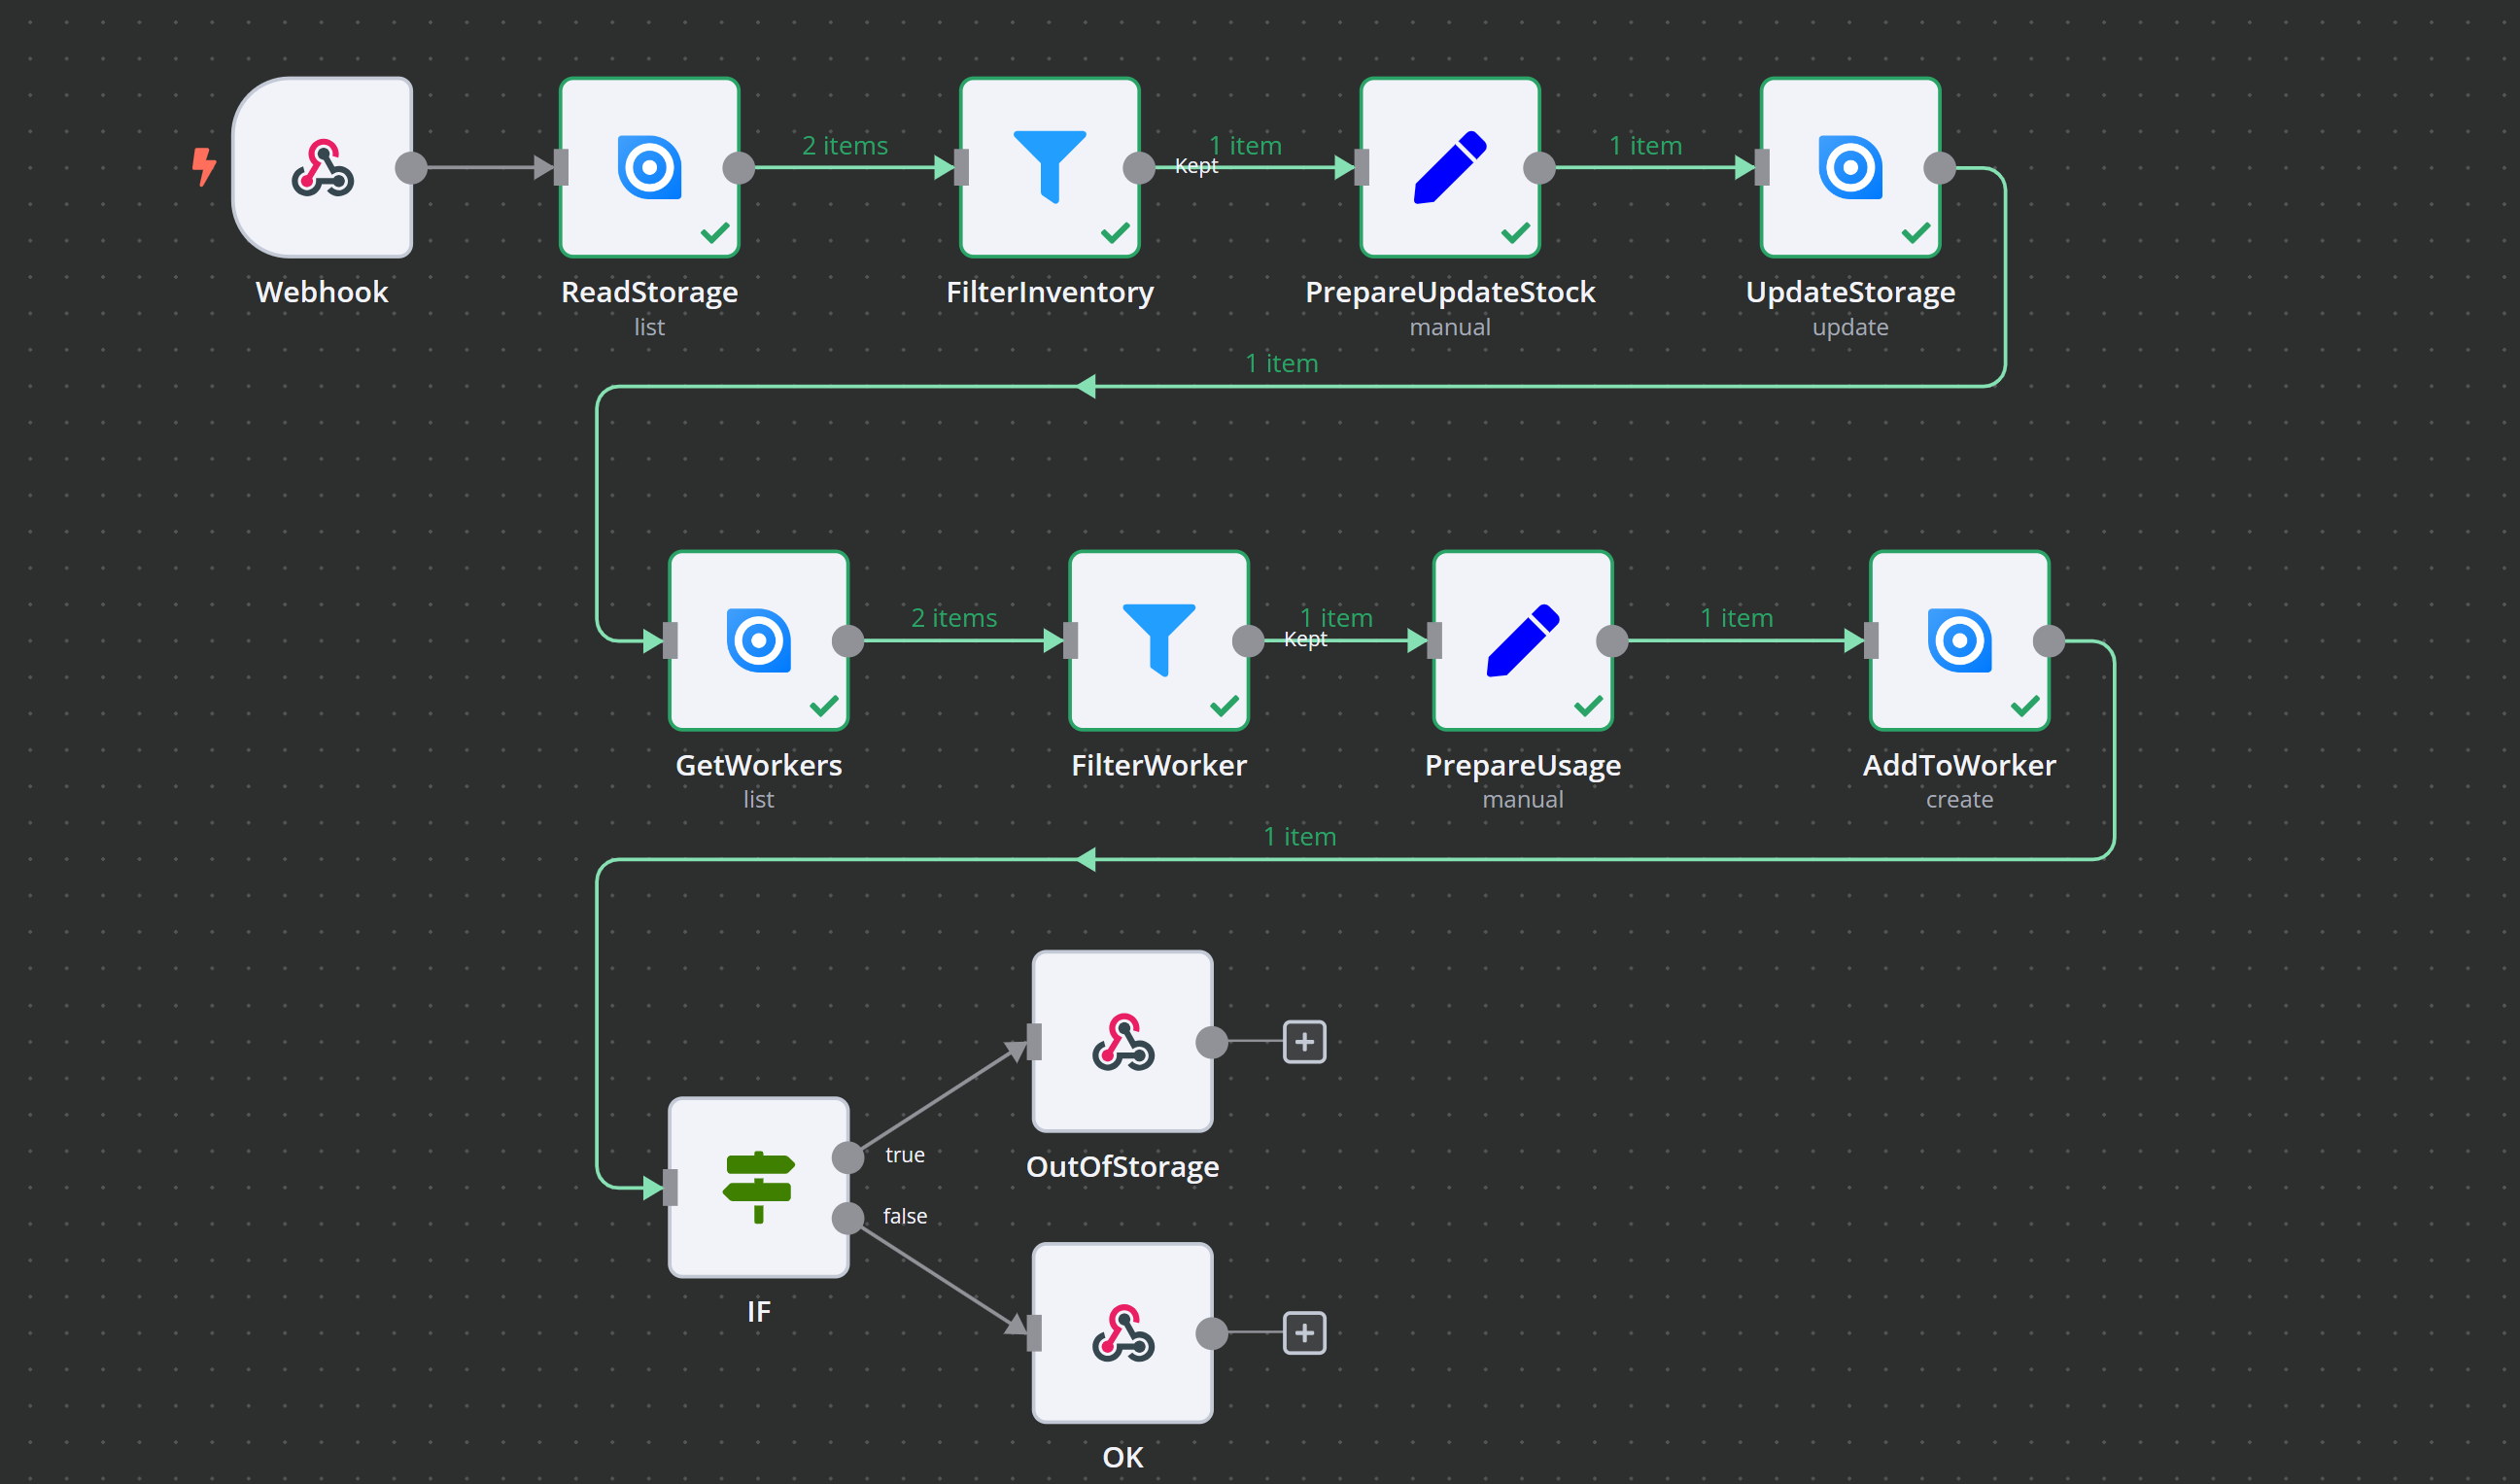 2 items
1 item
Kept
1 item
Webhook
ReadStorage
list
FilterInventory
PrepareUpdateStock
manual
UpdateStorage
update
1 item
2 items
1 item
Kept
1 item
GetWorkers
list
FilterWorker
PrepareUsage
manual
AddToWorker
create
1 item
true
false
OutOfStorage
IF
OK